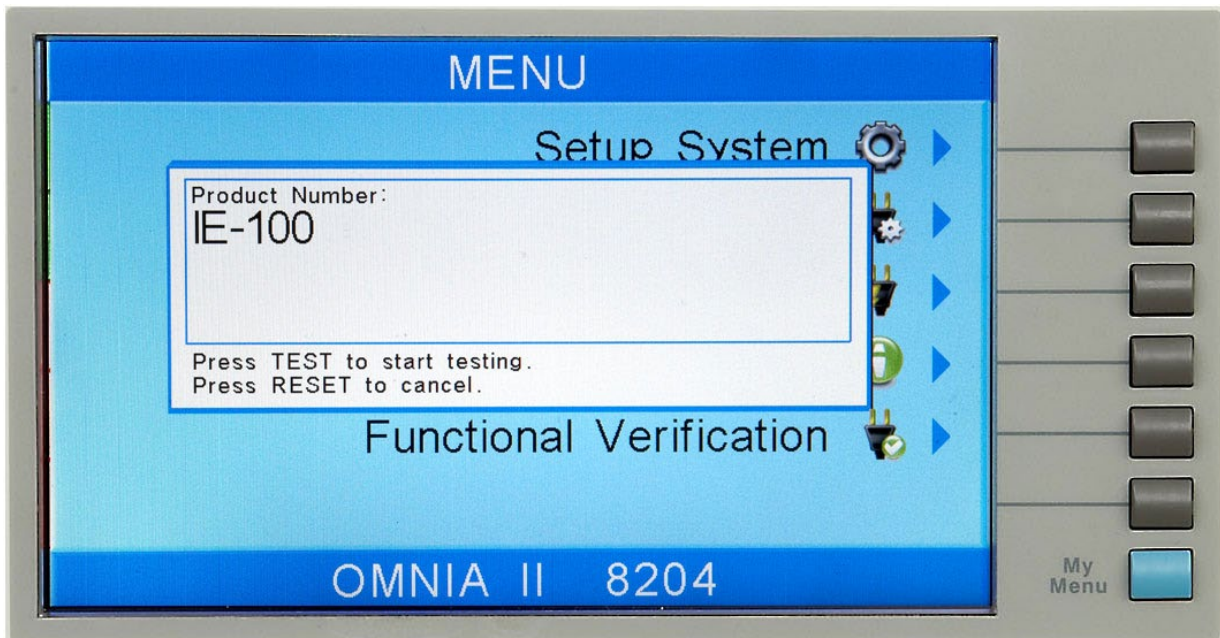 MENU
Setup System
Product Number:
IE-100
Press TEST to start testing.
Press RESET to cancel.
Functional Verification
OMNIA II 8204
My
Menu